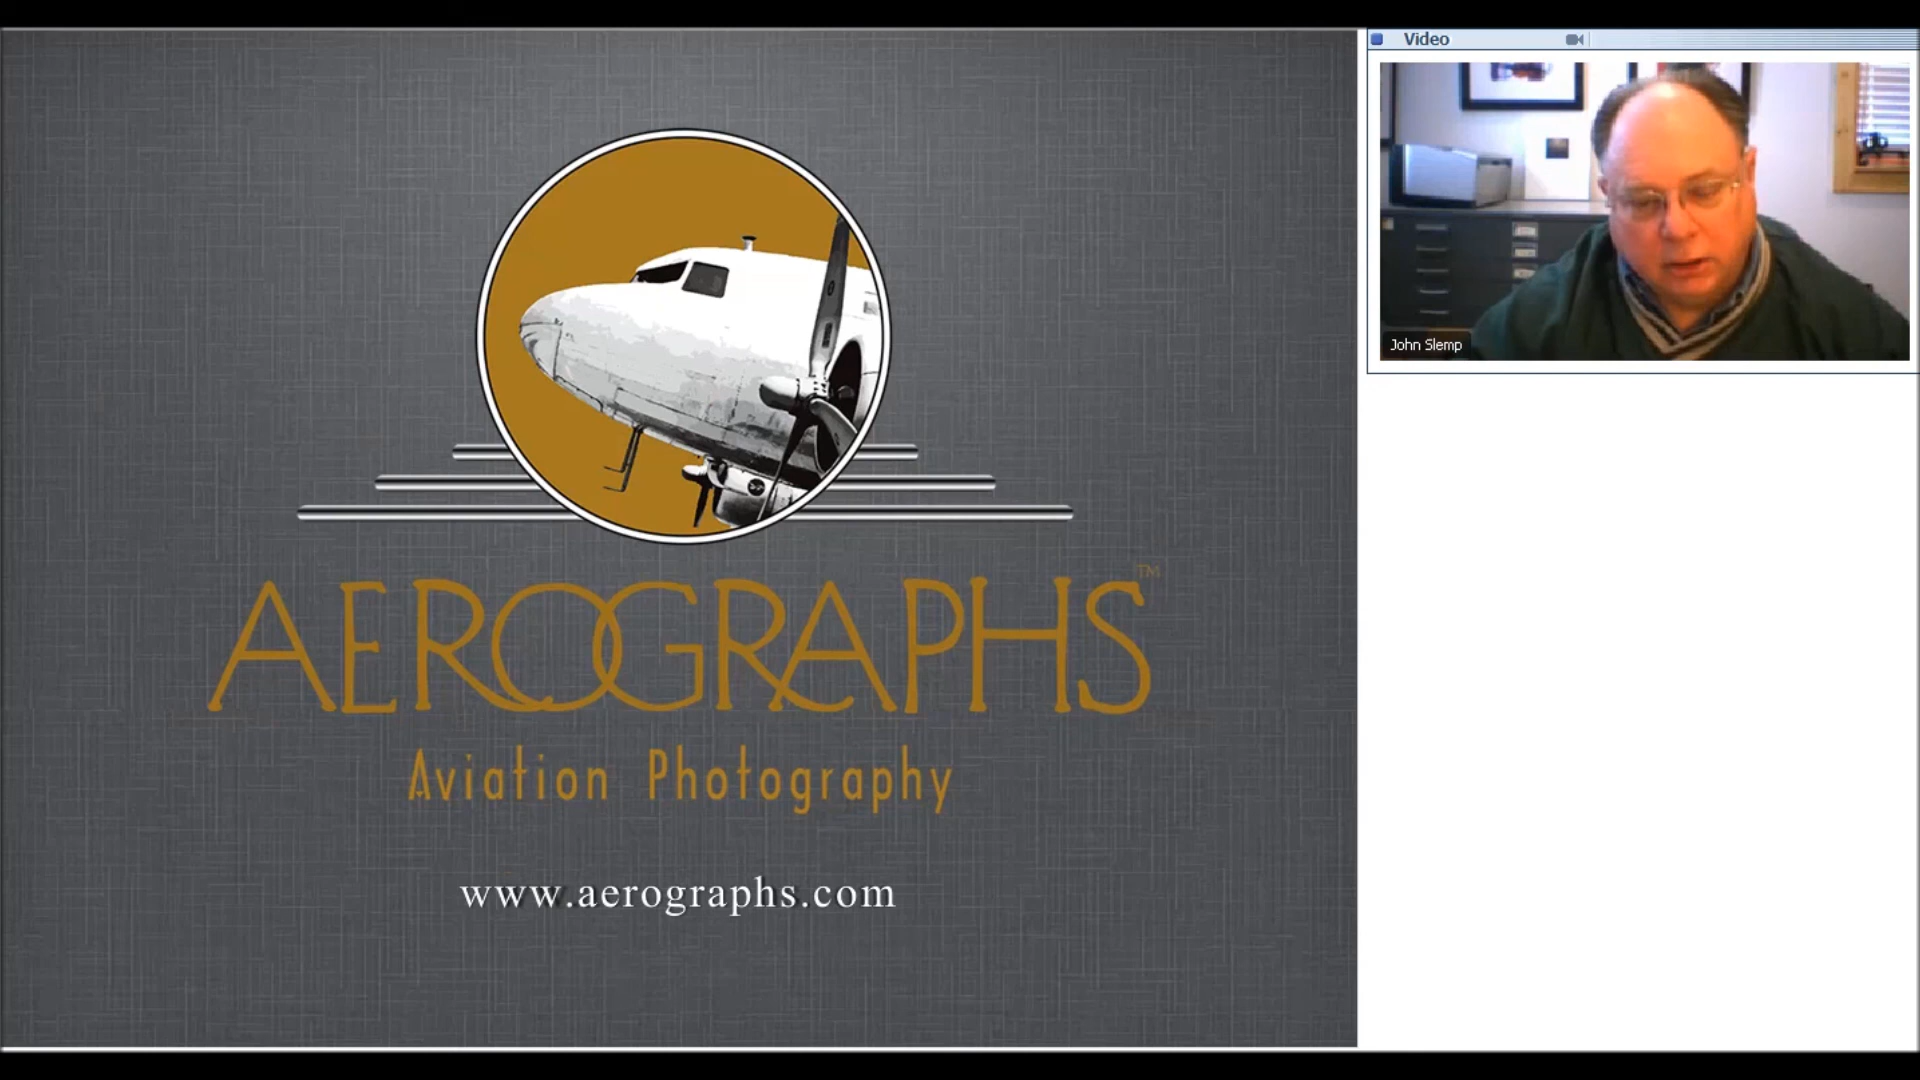 AEROGRAPHS™
Aviation Photography
www.aerographs.com
Video
John Slemp